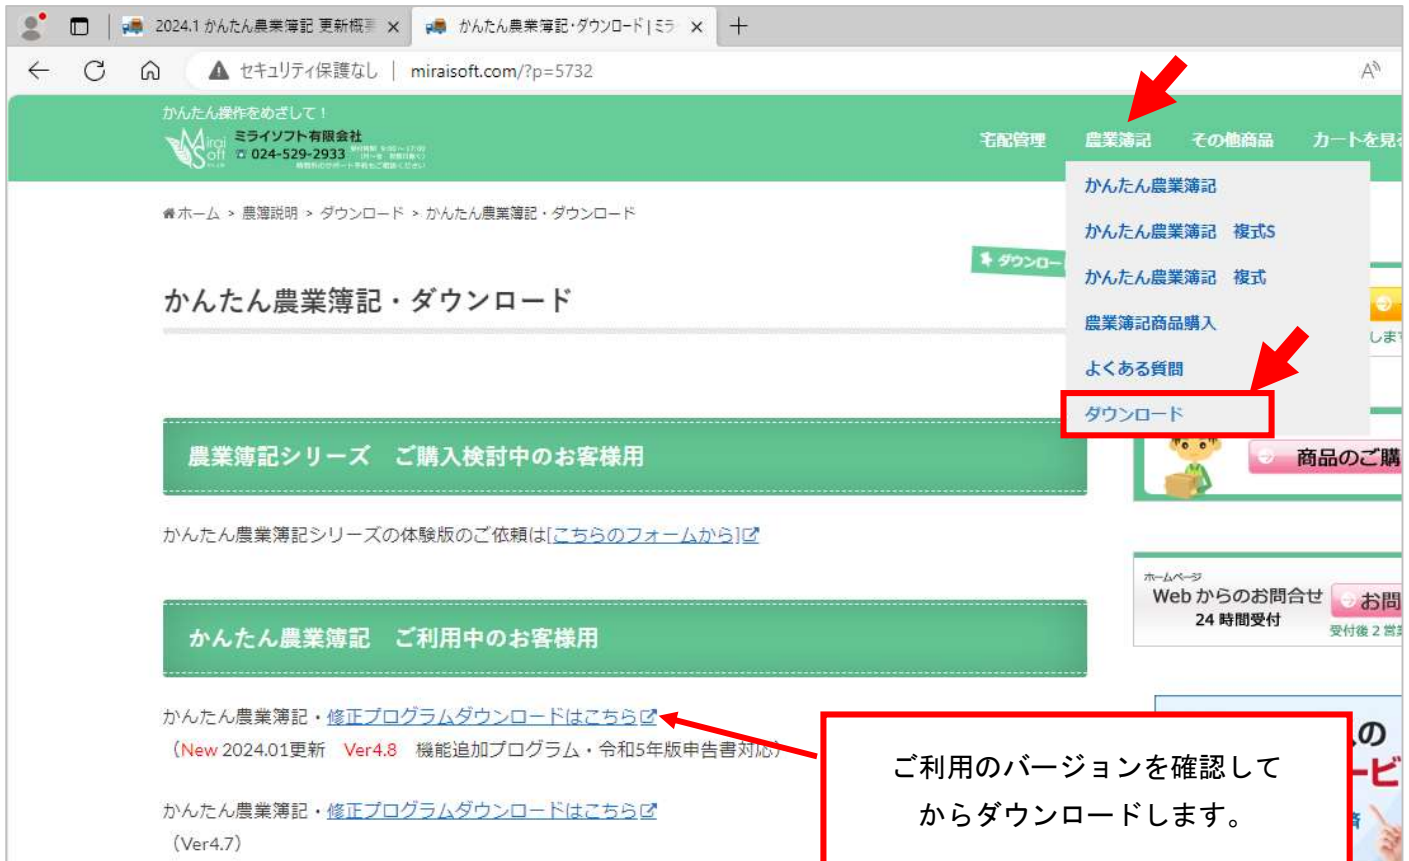 2024.1 かんたん農業簿記 更新概要
かんたん農業簿記・ダウンロード | ミラ
セキュリティ保護なし | miraisoft.com/?p=5732
かんたん操作をめざして！
Mirai Soft
ミライソフト有限会社
024-529-2933
宅配管理 農業簿記 その他商品 カートを見る
かんたん農業簿記
かんたん農業簿記 複式S
かんたん農業簿記 複式
農業簿記商品購入
よくある質問
ダウンロード
ホーム > 農簿説明 > ダウンロード > かんたん農業簿記・ダウンロード
ダウンロー
かんたん農業簿記・ダウンロード
しま
農業簿記シリーズ ご購入検討中のお客様用
商品のご購
かんたん農業簿記シリーズの体験版のご依頼は[こちらのフォームから]
ホームページ
Web からのお問合せ
24 時間受付
お問
受付後 2 営業
かんたん農業簿記 ご利用中のお客様用
かんたん農業簿記・修正プログラムダウンロードはこちら
（New 2024.01更新 Ver4.8 機能追加プログラム・令和5年版申告書対応）
ご利用のバージョンを確認して
からダウンロードします。
かんたん農業簿記・修正プログラムダウンロードはこちら
（Ver4.7）
の
ービ